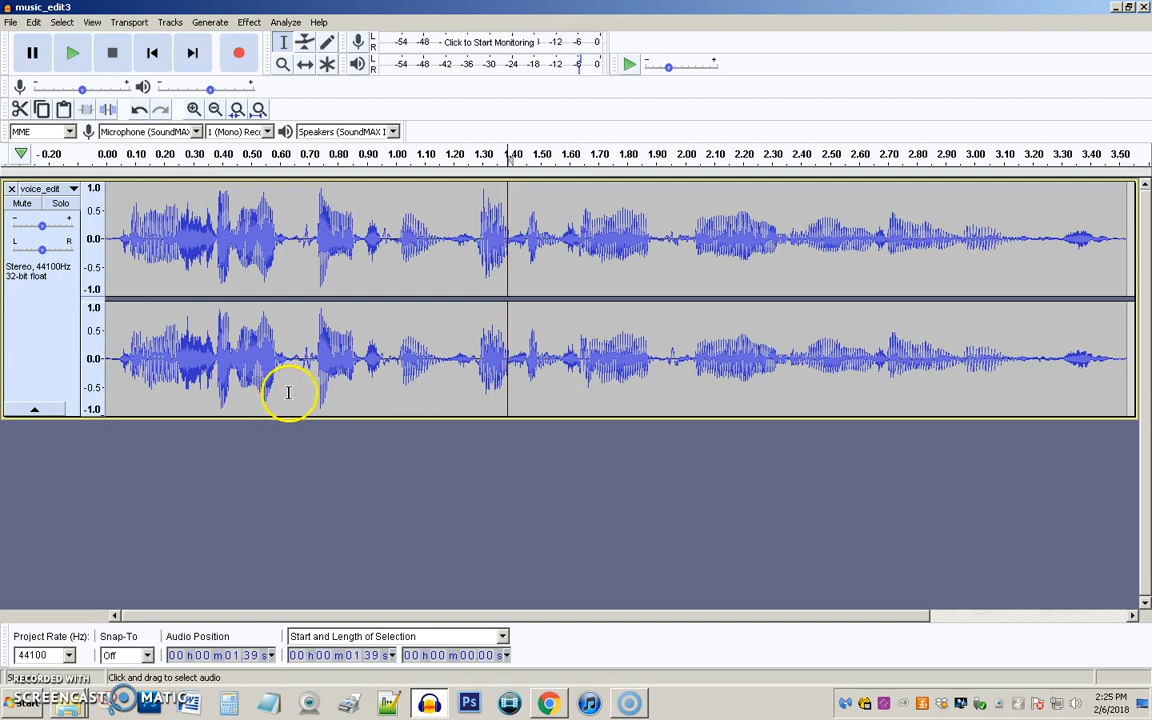 music_edit3
File Edit Select View Transport Tracks Generate Effect Analyze Help
L
R
-54 -48 - Click to Start Monitoring -12 -6 0
L
R
-54 -48 -42 -36 -30 -24 -18 -12 -6 0
- +
- +
- +
MME Microphone (SoundMAX 1 (Mono) Rec Speakers (SoundMAX I
-0.20 0.00 0.10 0.20 0.30 0.40 0.50 0.60 0.70 0.80 0.90 1.00 1.10 1.20 1.30 1.40 1.50 1.60 1.70 1.80 1.90 2.00 2.10 2.20 2.30 2.40 2.50 2.60 2.70 2.80 2.90 3.00 3.10 3.20 3.30 3.40 3.50
voice_edit
Mute Solo
- +
L R
Stereo, 44100Hz
32-bit float
1.0
0.5
0.0
-0.5
-1.0
1.0
0.5
0.0
-0.5
-1.0
Project Rate (Hz): Snap-To Audio Position Start and Length of Selection
44100 Off 00 h 00 m 01.39 s 00 h 00 m 01.39 s 00 h 00 m 00.00 s
Click and drag to select audio
RECORDED WITH
SCREENCAST MATIC
Start
2:25 PM
2/6/2018